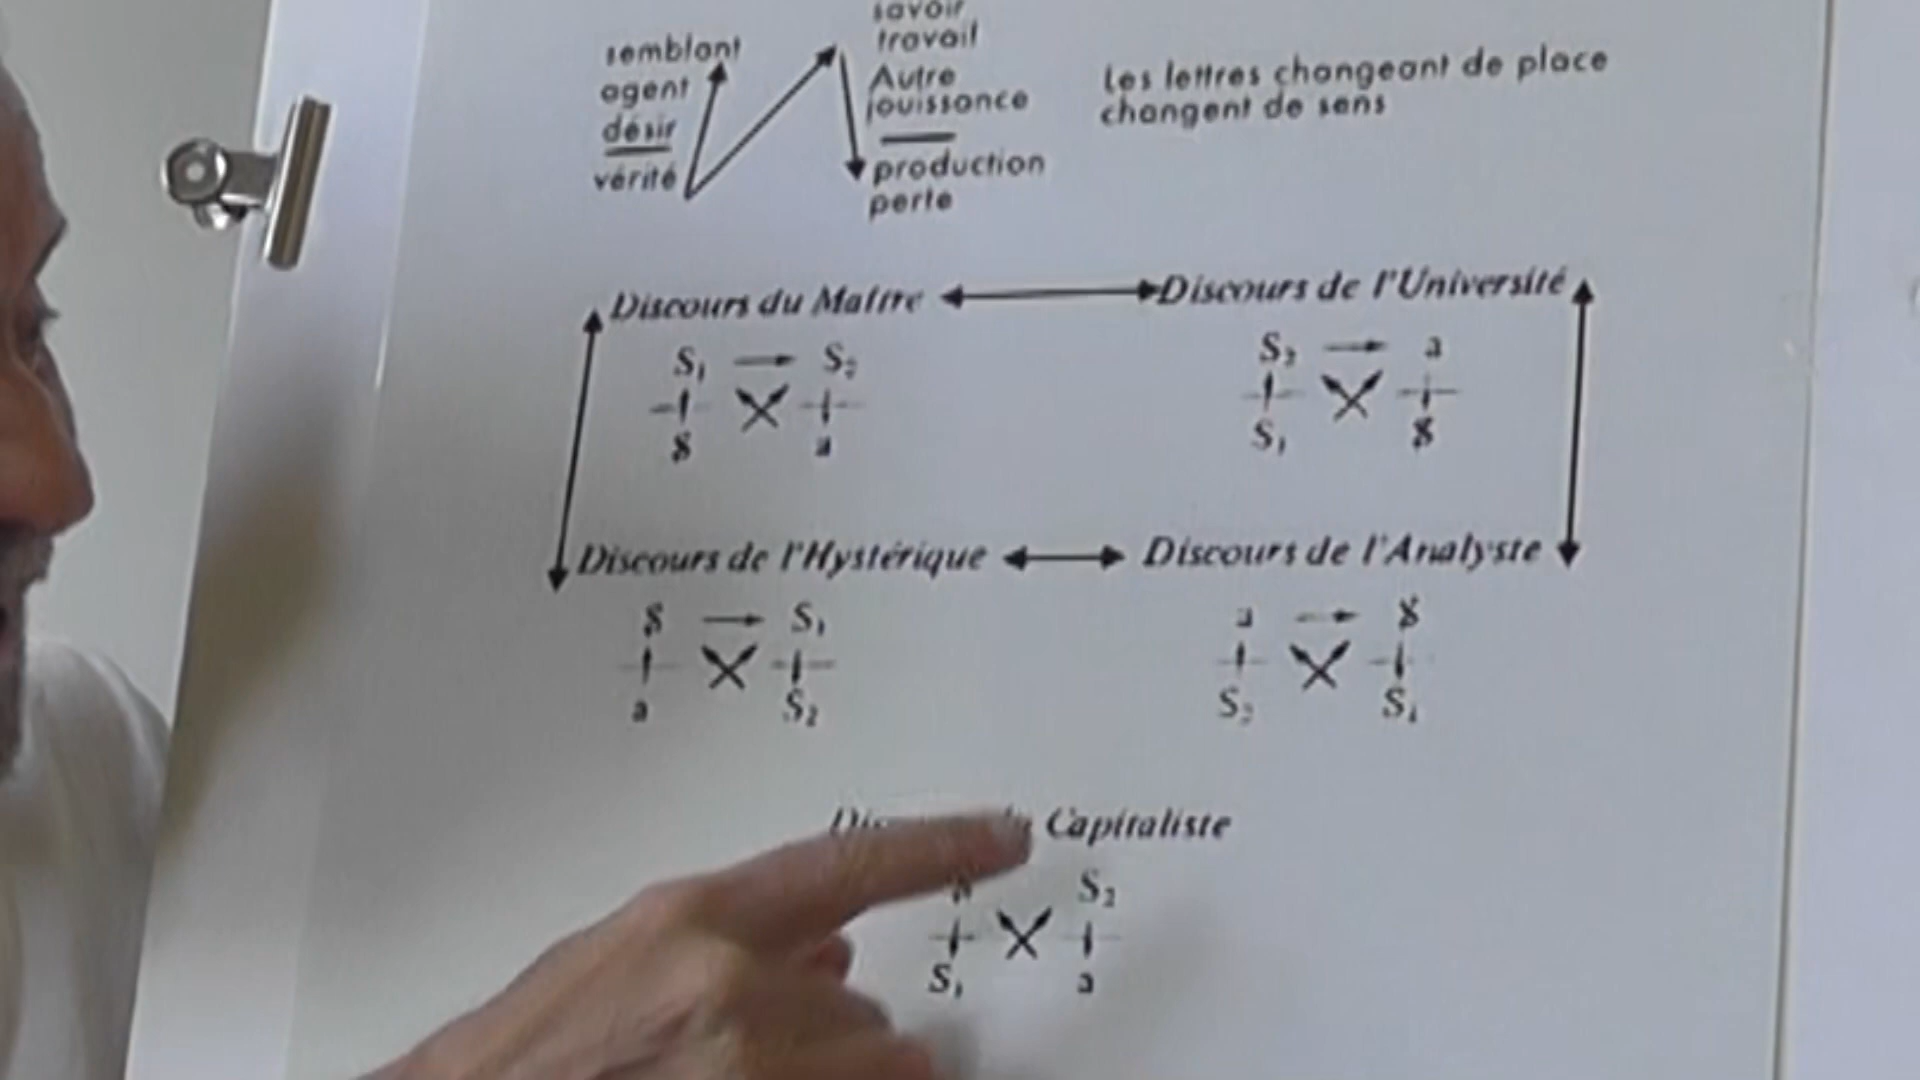 semblant
agent
désir
vérité
savoir
travail
Autre
jouissance
production
perte
Les lettres changeant de place
changent de sens
Discours du Maître
Discours de l'Université
S₁ → S₂
$ a
S₂ → a
S₁ $
Discours de l'Hystérique
Discours de l'Analyste
$ → S₁
a S₂
a → $
S₂ S₁
Capitaliste
S₂
S₁ a